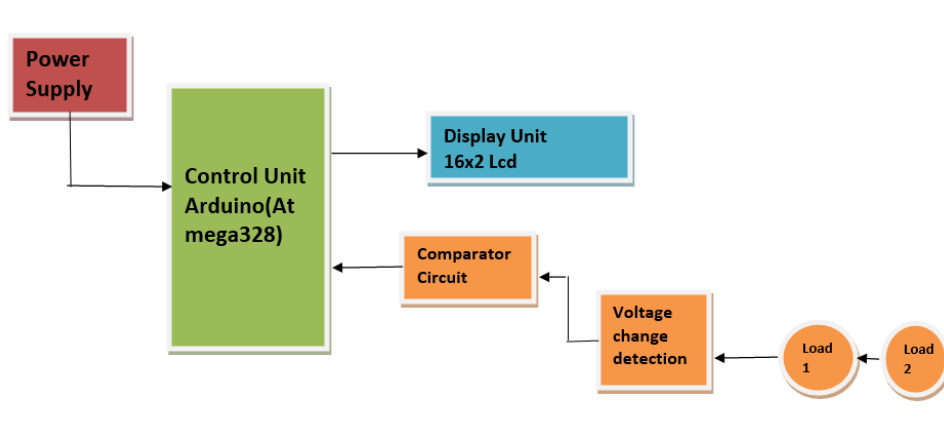 Power
Supply
Control Unit
Arduino(At
mega328)
Display Unit
16x2 Lcd
Comparator
Circuit
Voltage
change
detection
Load
1
Load
2